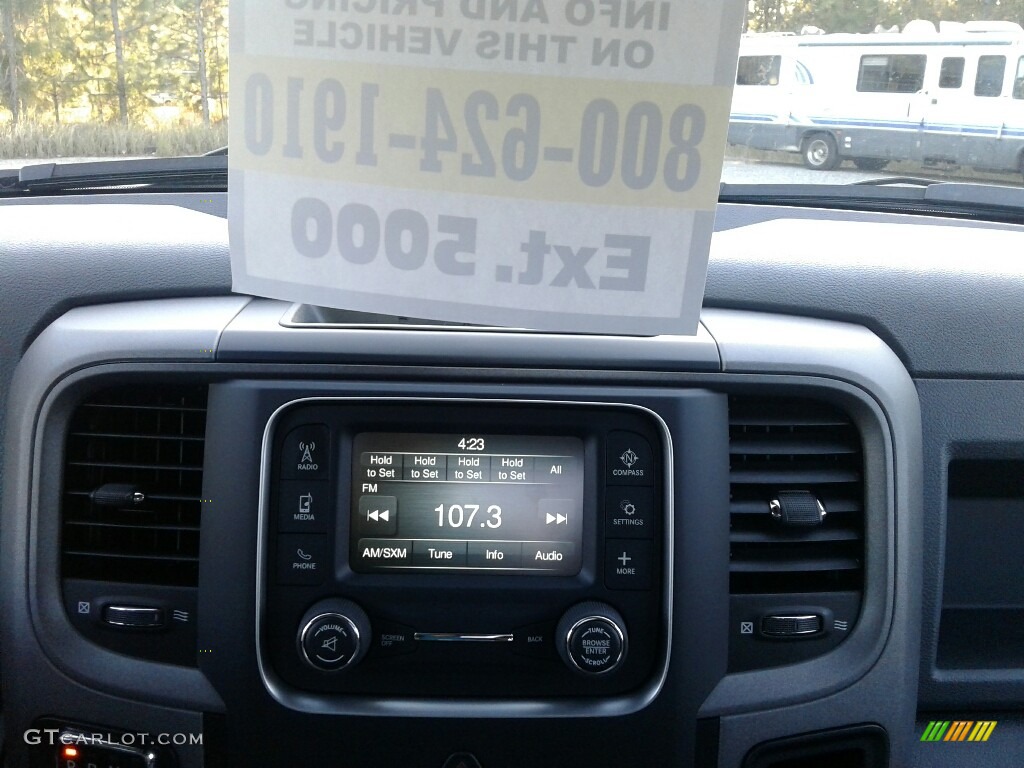 INFO AND PRICING
ON THIS VEHICLE
800-624-1910
Ext. 5000
4:23
Hold to Set
Hold to Set
Hold to Set
Hold to Set
All
FM
107.3
AM/SXM
Tune
Info
Audio
RADIO
MEDIA
PHONE
COMPASS
SETTINGS
MORE
VOLUME
SCREEN OFF
BACK
TUNE
BROWSE
ENTER
SCROLL
GTCARLOT.COM